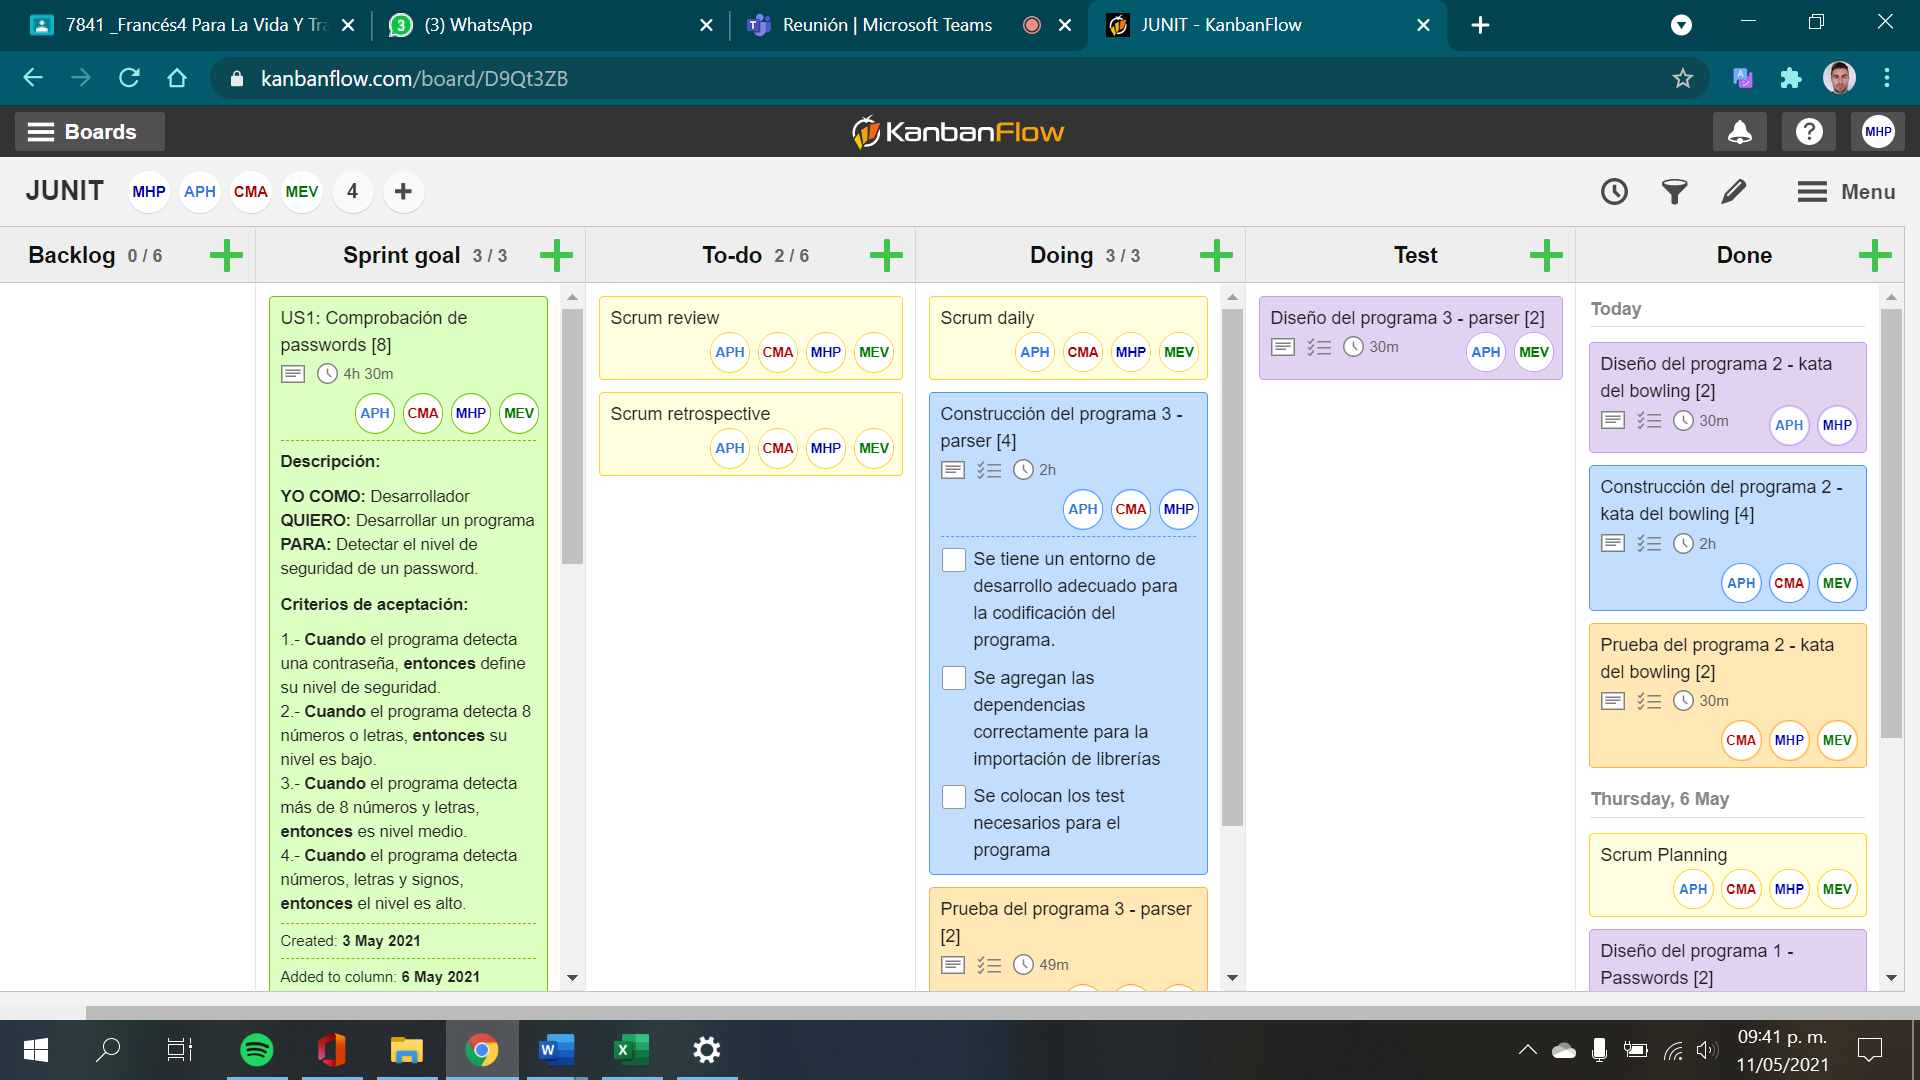 7841 _Francés4 Para La Vida Y Tra
(3) WhatsApp
Reunión | Microsoft Teams
JUNIT - KanbanFlow
kanbanflow.com/board/D9Qt3ZB
Boards
KanbanFlow
MHP
JUNIT
MHP APH CMA MEV 4 +
Menu
Backlog 0 / 6
Sprint goal 3 / 3
To-do 2 / 6
Doing 3 / 3
Test
Done
US1: Comprobación de
passwords [8]
4h 30m
APH CMA MHP MEV
Descripción:
YO COMO: Desarrollador
QUIERO: Desarrollar un programa
PARA: Detectar el nivel de
seguridad de un password.
Criterios de aceptación:
1.- Cuando el programa detecta
una contraseña, entonces define
su nivel de seguridad.
2.- Cuando el programa detecta 8
números o letras, entonces su
nivel es bajo.
3.- Cuando el programa detecta
más de 8 números y letras,
entonces es nivel medio.
4.- Cuando el programa detecta
números, letras y signos,
entonces el nivel es alto.
Created: 3 May 2021
Added to column: 6 May 2021
Scrum review
APH CMA MHP MEV
Scrum retrospective
APH CMA MHP MEV
Scrum daily
APH CMA MHP MEV
Construcción del programa 3 -
parser [4]
2h
APH CMA MHP
Se tiene un entorno de
desarrollo adecuado para
la codificación del
programa.
Se agregan las
dependencias
correctamente para la
importación de librerías
Se colocan los test
necesarios para el
programa
Prueba del programa 3 - parser
[2]
49m
Diseño del programa 3 - parser [2]
30m
APH MEV
Today
Diseño del programa 2 - kata
del bowling [2]
30m
APH MHP
Construcción del programa 2 -
kata del bowling [4]
2h
APH CMA MEV
Prueba del programa 2 - kata
del bowling [2]
30m
CMA MHP MEV
Thursday, 6 May
Scrum Planning
APH CMA MHP MEV
Diseño del programa 1 -
Passwords [2]
09:41 p. m.
11/05/2021